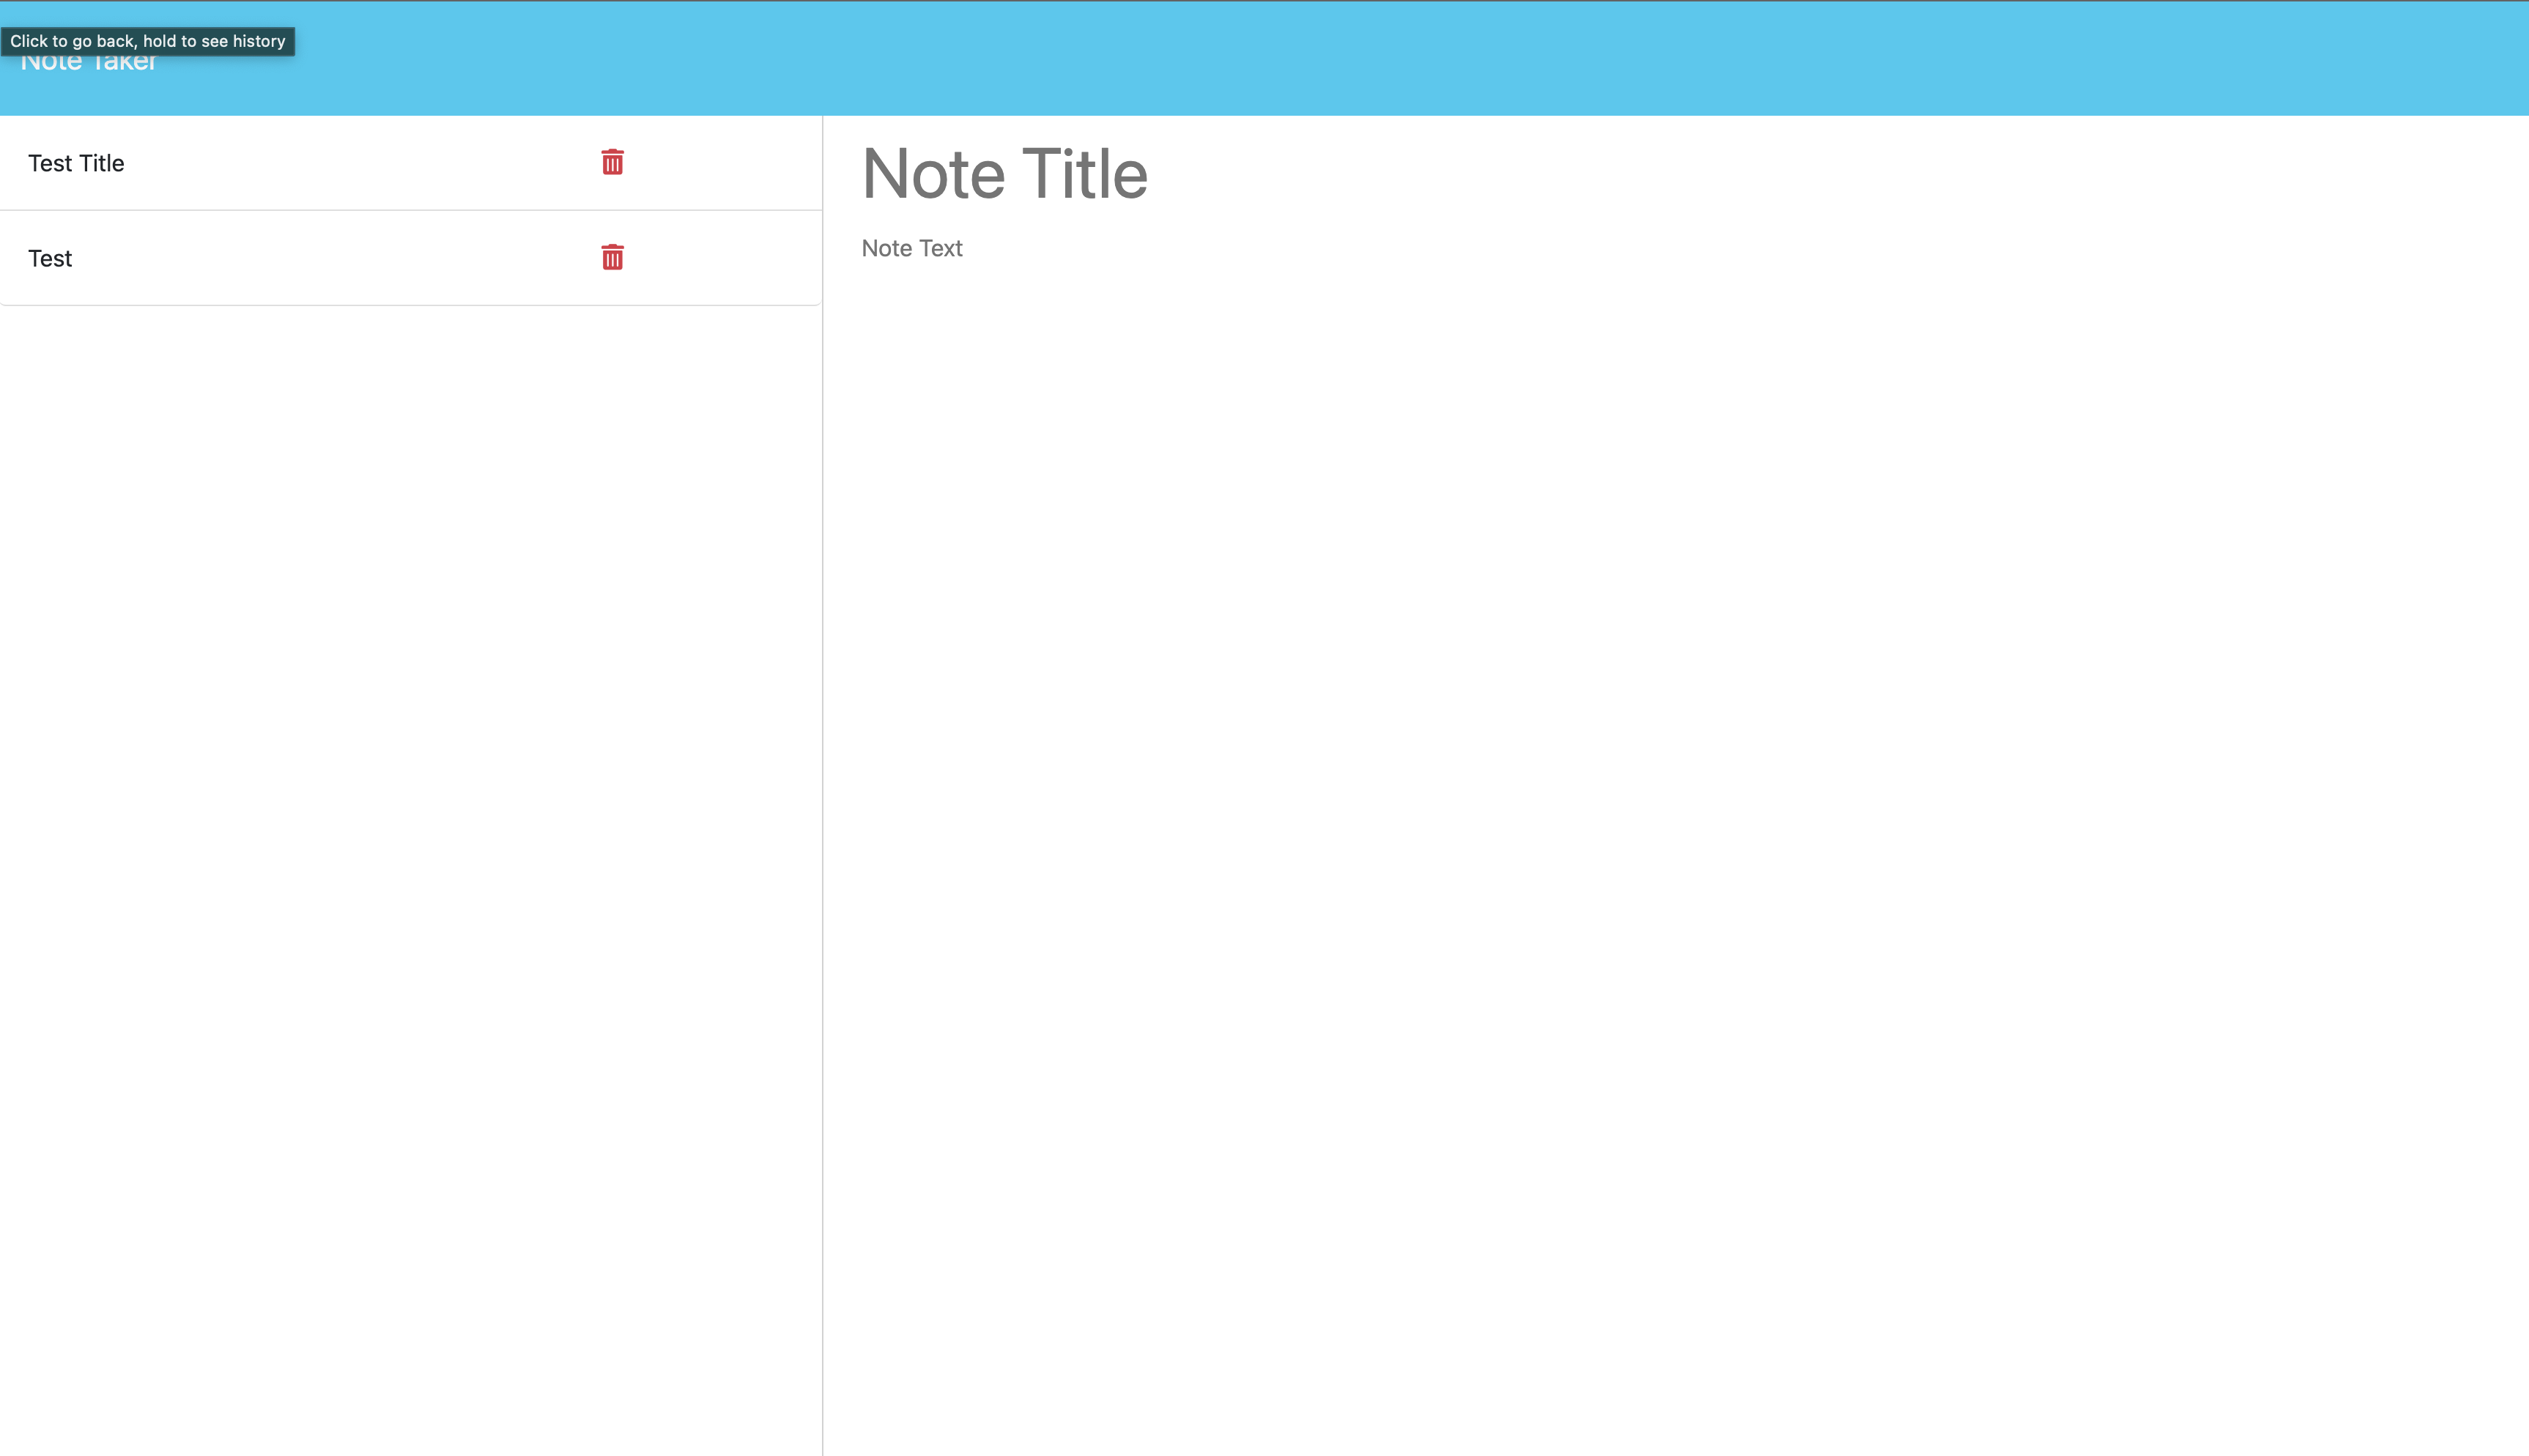 Click to go back, hold to see history
Note Taker
Test Title
Test
Note Title
Note Text